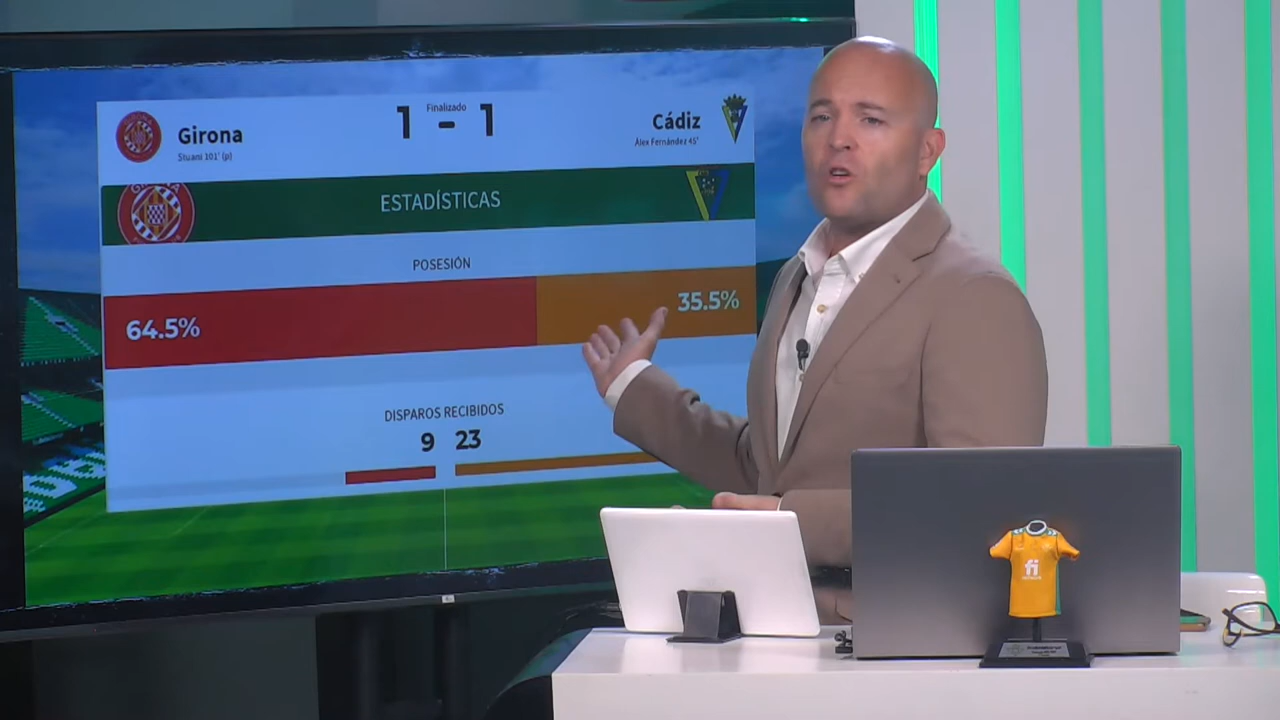 Finalizado
1 - 1
Girona
Stuani 101' (p)
Cádiz
Álex Fernández 45'
ESTADÍSTICAS
POSESIÓN
64.5%
35.5%
DISPAROS RECIBIDOS
9 23
fi